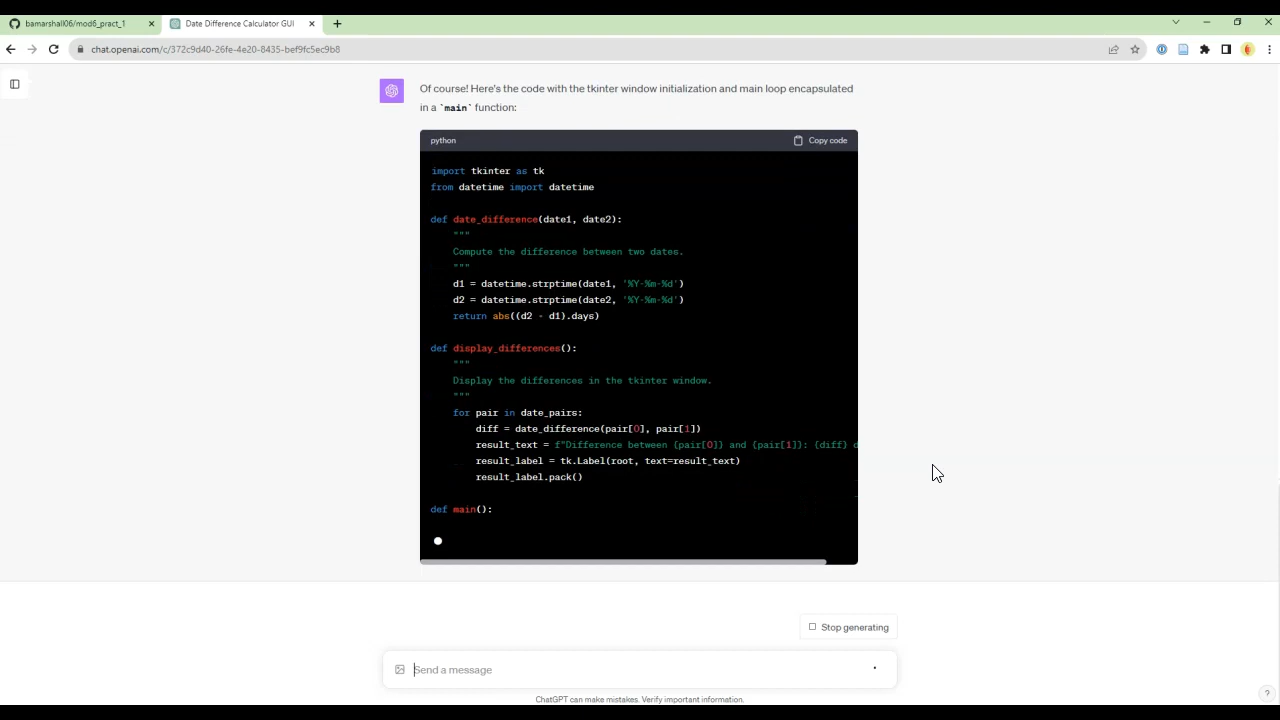 bamarshall06/mod6_pract_1
Date Difference Calculator GUI
chat.openai.com/c/372c9d40-26fe-4e20-8435-bef9fc5ec9b8
Of course! Here's the code with the tkinter window initialization and main loop encapsulated
in a `main` function:
python
Copy code
import tkinter as tk
from datetime import datetime
def date_difference(date1, date2):
"""
Compute the difference between two dates.
"""
d1 = datetime.strptime(date1, '%Y-%m-%d')
d2 = datetime.strptime(date2, '%Y-%m-%d')
return abs((d2 - d1).days)
def display_differences():
"""
Display the differences in the tkinter window.
"""
for pair in date_pairs:
diff = date_difference(pair[0], pair[1])
result_text = f"Difference between {pair[0]} and {pair[1]}: {diff} d
result_label = tk.Label(root, text=result_text)
result_label.pack()
def main():
Stop generating
Send a message
ChatGPT can make mistakes. Verify important information.
?